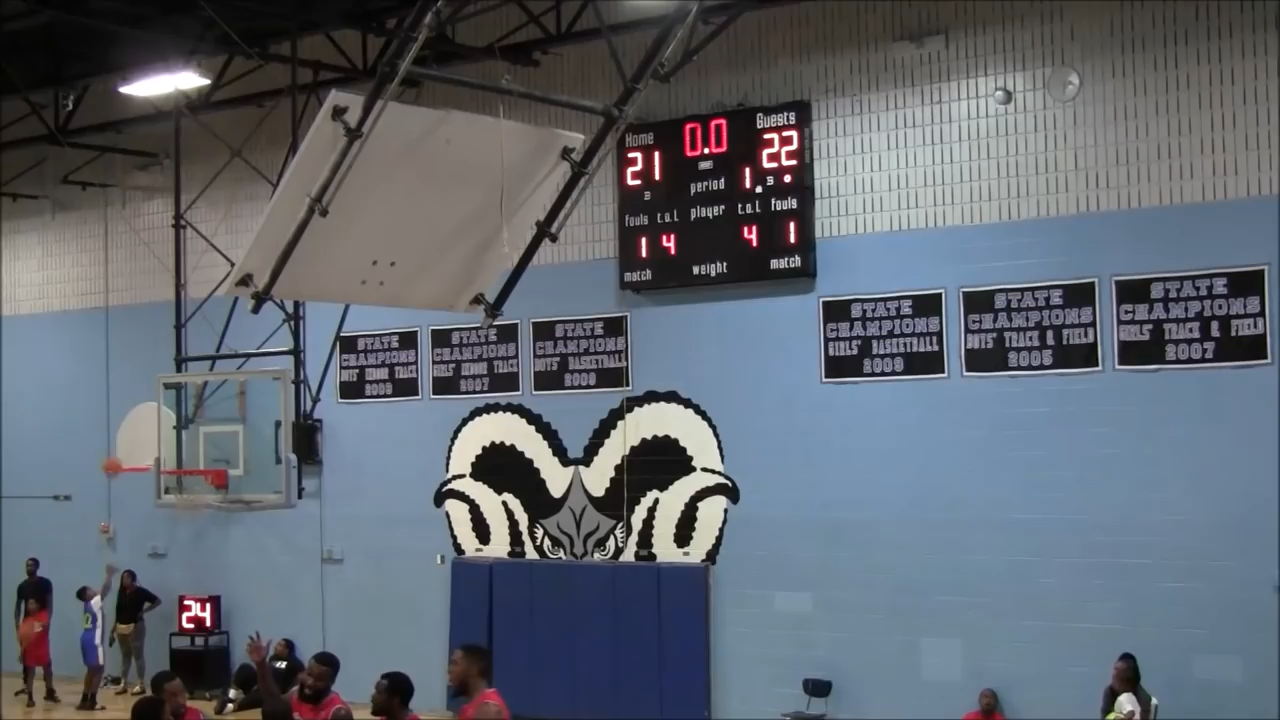 Home 0.0 Guests
21 22
period 1
fouls t.o.l player t.o.l fouls
1 4 4 1
match weight match
STATE
CHAMPIONS
BOYS' INDOOR TRACK
STATE
CHAMPIONS
GIRLS' INDOOR TRACK
2007
STATE
CHAMPIONS
GIRLS' BASKETBALL
STATE
CHAMPIONS
GIRLS' BASKETBALL
2009
STATE
CHAMPIONS
BOYS' TRACK & FIELD
2005
STATE
CHAMPIONS
GIRLS' TRACK & FIELD
2007
24